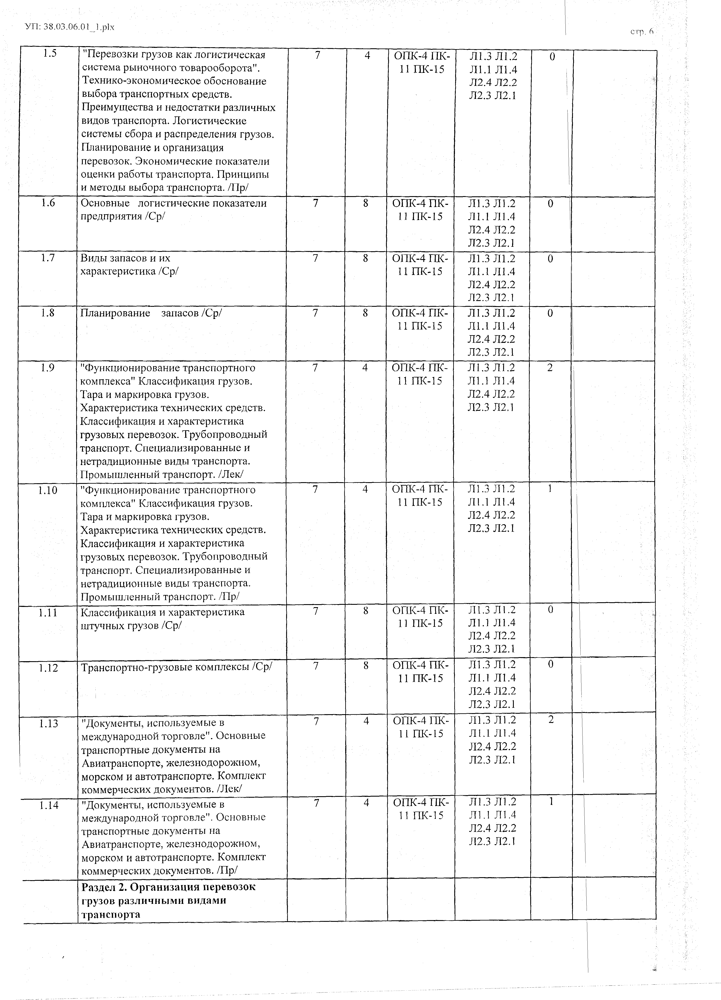 УП: 38.03.06.01_1.plx
стр. 6
1.5 "Перевозки грузов как логистическая 7 4 ОПК-4 ПК- Л1.3 Л1.2 0
система рыночного товарооборота". 11 ПК-15 Л1.1 Л1.4
Технико-экономическое обоснование Л2.4 Л2.2
выбора транспортных средств. Л2.3 Л2.1
Преимущества и недостатки различных
видов транспорта. Логистические
системы сбора и распределения грузов.
Планирование и организация
перевозок. Экономические показатели
оценки работы транспорта. Принципы
и методы выбора транспорта. /Пр/
1.6 Основные логистические показатели 7 8 ОПК-4 ПК- Л1.3 Л1.2 0
предприятия /Ср/ 11 ПК-15 Л1.1 Л1.4
Л2.4 Л2.2
Л2.3 Л2.1
1.7 Виды запасов и их 7 8 ОПК-4 ПК- Л1.3 Л1.2 0
характеристика /Ср/ 11 ПК-15 Л1.1 Л1.4
Л2.4 Л2.2
Л2.3 Л2.1
1.8 Планирование запасов /Ср/ 7 8 ОПК-4 ПК- Л1.3 Л1.2 0
11 ПК-15 Л1.1 Л1.4
Л2.4 Л2.2
Л2.3 Л2.1
1.9 "Функционирование транспортного 7 4 ОПК-4 ПК- Л1.3 Л1.2 2
комплекса" Классификация грузов. 11 ПК-15 Л1.1 Л1.4
Тара и маркировка грузов. Л2.4 Л2.2
Характеристика технических средств. Л2.3 Л2.1
Классификация и характеристика
грузовых перевозок. Трубопроводный
транспорт. Специализированные и
нетрадиционные виды транспорта.
Промышленный транспорт. /Лек/
1.10 "Функционирование транспортного 7 4 ОПК-4 ПК- Л1.3 Л1.2 1
комплекса" Классификация грузов. 11 ПК-15 Л1.1 Л1.4
Тара и маркировка грузов. Л2.4 Л2.2
Характеристика технических средств. Л2.3 Л2.1
Классификация и характеристика
грузовых перевозок. Трубопроводный
транспорт. Специализированные и
нетрадиционные виды транспорта.
Промышленный транспорт. /Пр/
1.11 Классификация и характеристика 7 8 ОПК-4 ПК- Л1.3 Л1.2 0
штучных грузов /Ср/ 11 ПК-15 Л1.1 Л1.4
Л2.4 Л2.2
Л2.3 Л2.1
1.12 Транспортно-грузовые комплексы /Ср/ 7 8 ОПК-4 ПК- Л1.3 Л1.2 0
11 ПК-15 Л1.1 Л1.4
Л2.4 Л2.2
Л2.3 Л2.1
1.13 "Документы, используемые в 7 4 ОПК-4 ПК- Л1.3 Л1.2 2
международной торговле". Основные 11 ПК-15 Л1.1 Л1.4
транспортные документы на Л2.4 Л2.2
Авиатранспорте, железнодорожном, Л2.3 Л2.1
морском и автотранспорте. Комплект
коммерческих документов. /Лек/
1.14 "Документы, используемые в 7 4 ОПК-4 ПК- Л1.3 Л1.2 1
международной торговле". Основные 11 ПК-15 Л1.1 Л1.4
транспортные документы на Л2.4 Л2.2
Авиатранспорте, железнодорожном, Л2.3 Л2.1
морском и автотранспорте. Комплект
коммерческих документов. /Пр/
Раздел 2. Организация перевозок
грузов различными видами
транспорта